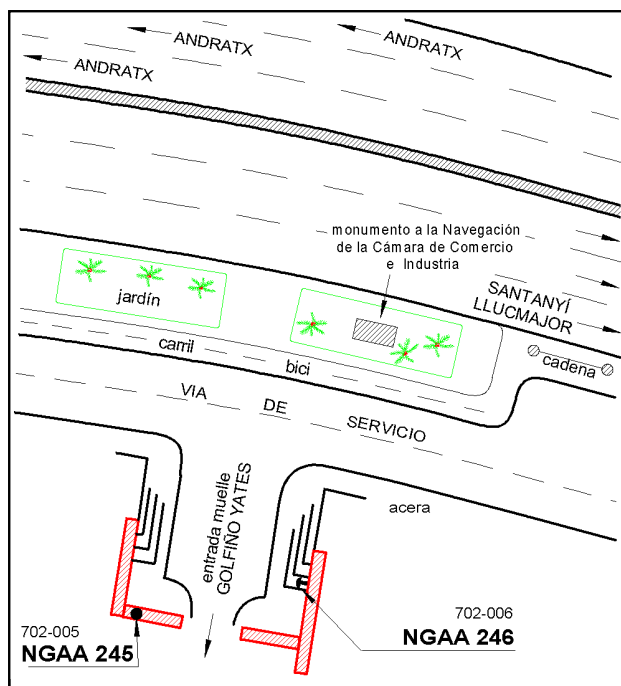 ANDRATX
ANDRATX
ANDRATX
monumento a la Navegación
de la Cámara de Comercio
e Industria
SANTANYÍ
LLUCMAJOR
jardín
carril
bici
cadena
VIA DE SERVICIO
entrada muelle
GOLFIÑO YATES
acera
702-005
NGAA 245
702-006
NGAA 246